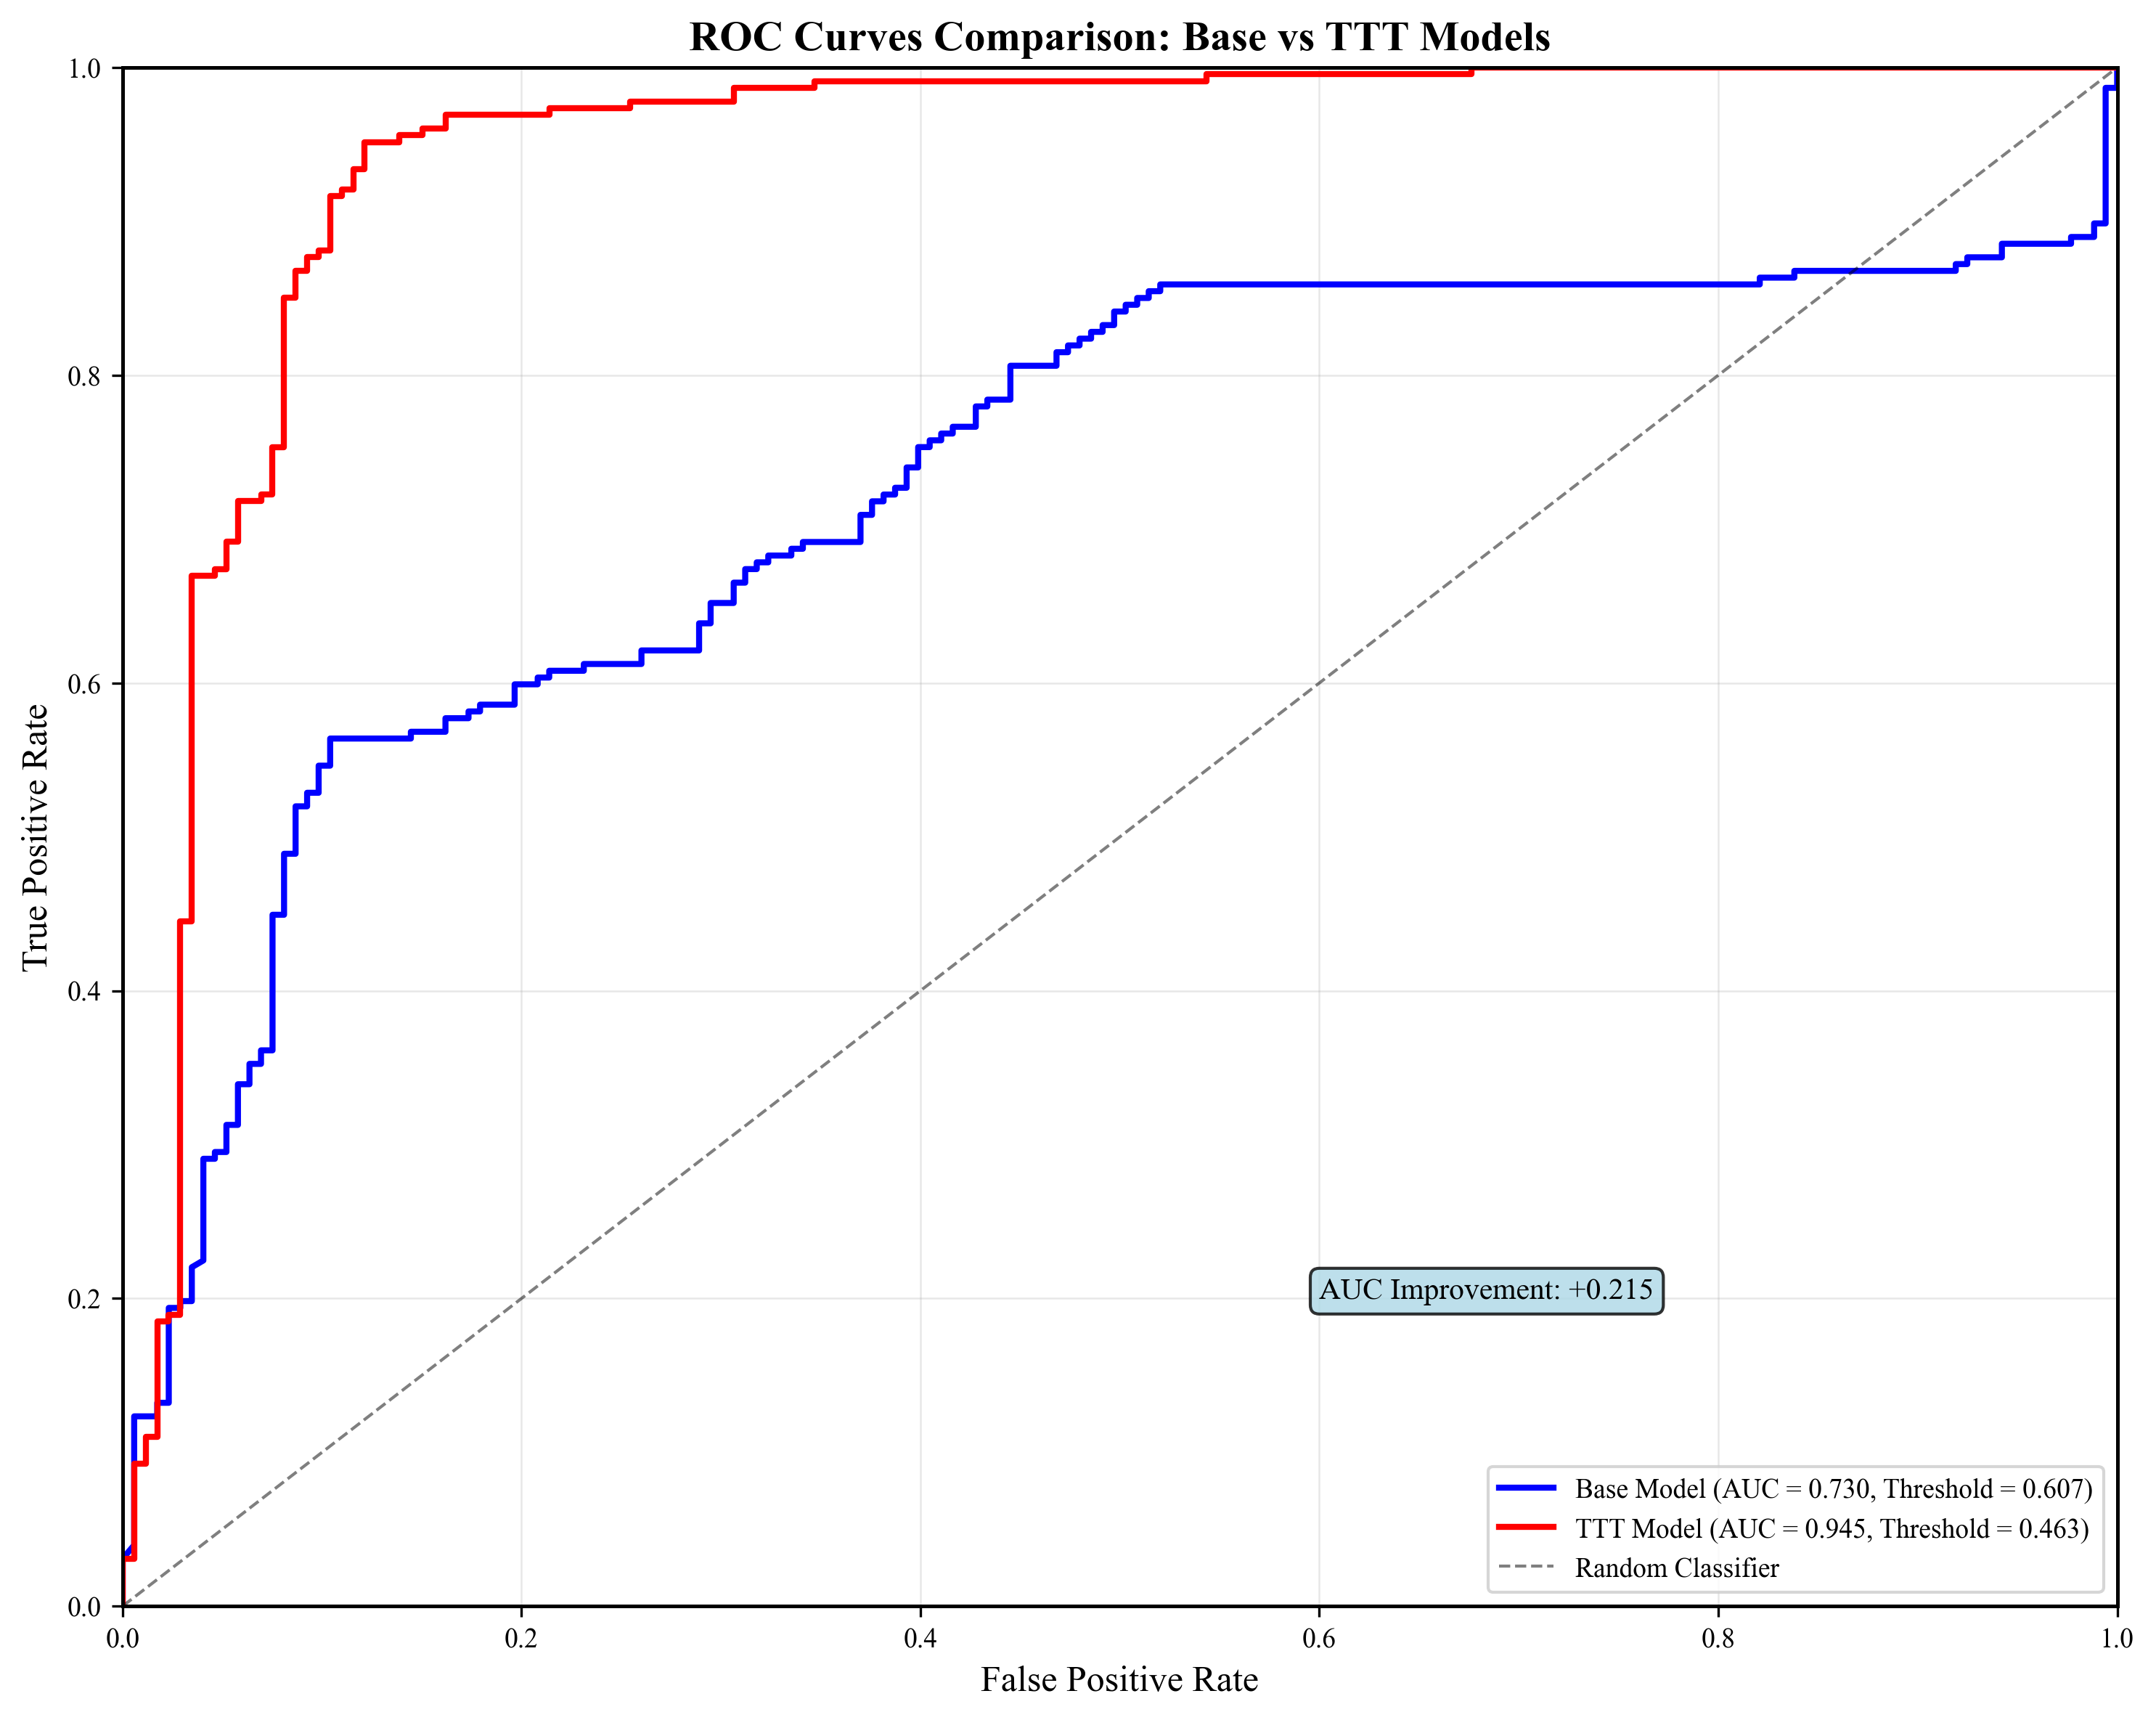 ROC Curves Comparison: Base vs TTT Models
True Positive Rate
1.0
0.8
0.6
0.4
0.2
0.0
AUC Improvement: +0.215
Base Model (AUC = 0.730, Threshold = 0.607)
TTT Model (AUC = 0.945, Threshold = 0.463)
Random Classifier
0.0 0.2 0.4 0.6 0.8 1.0
False Positive Rate